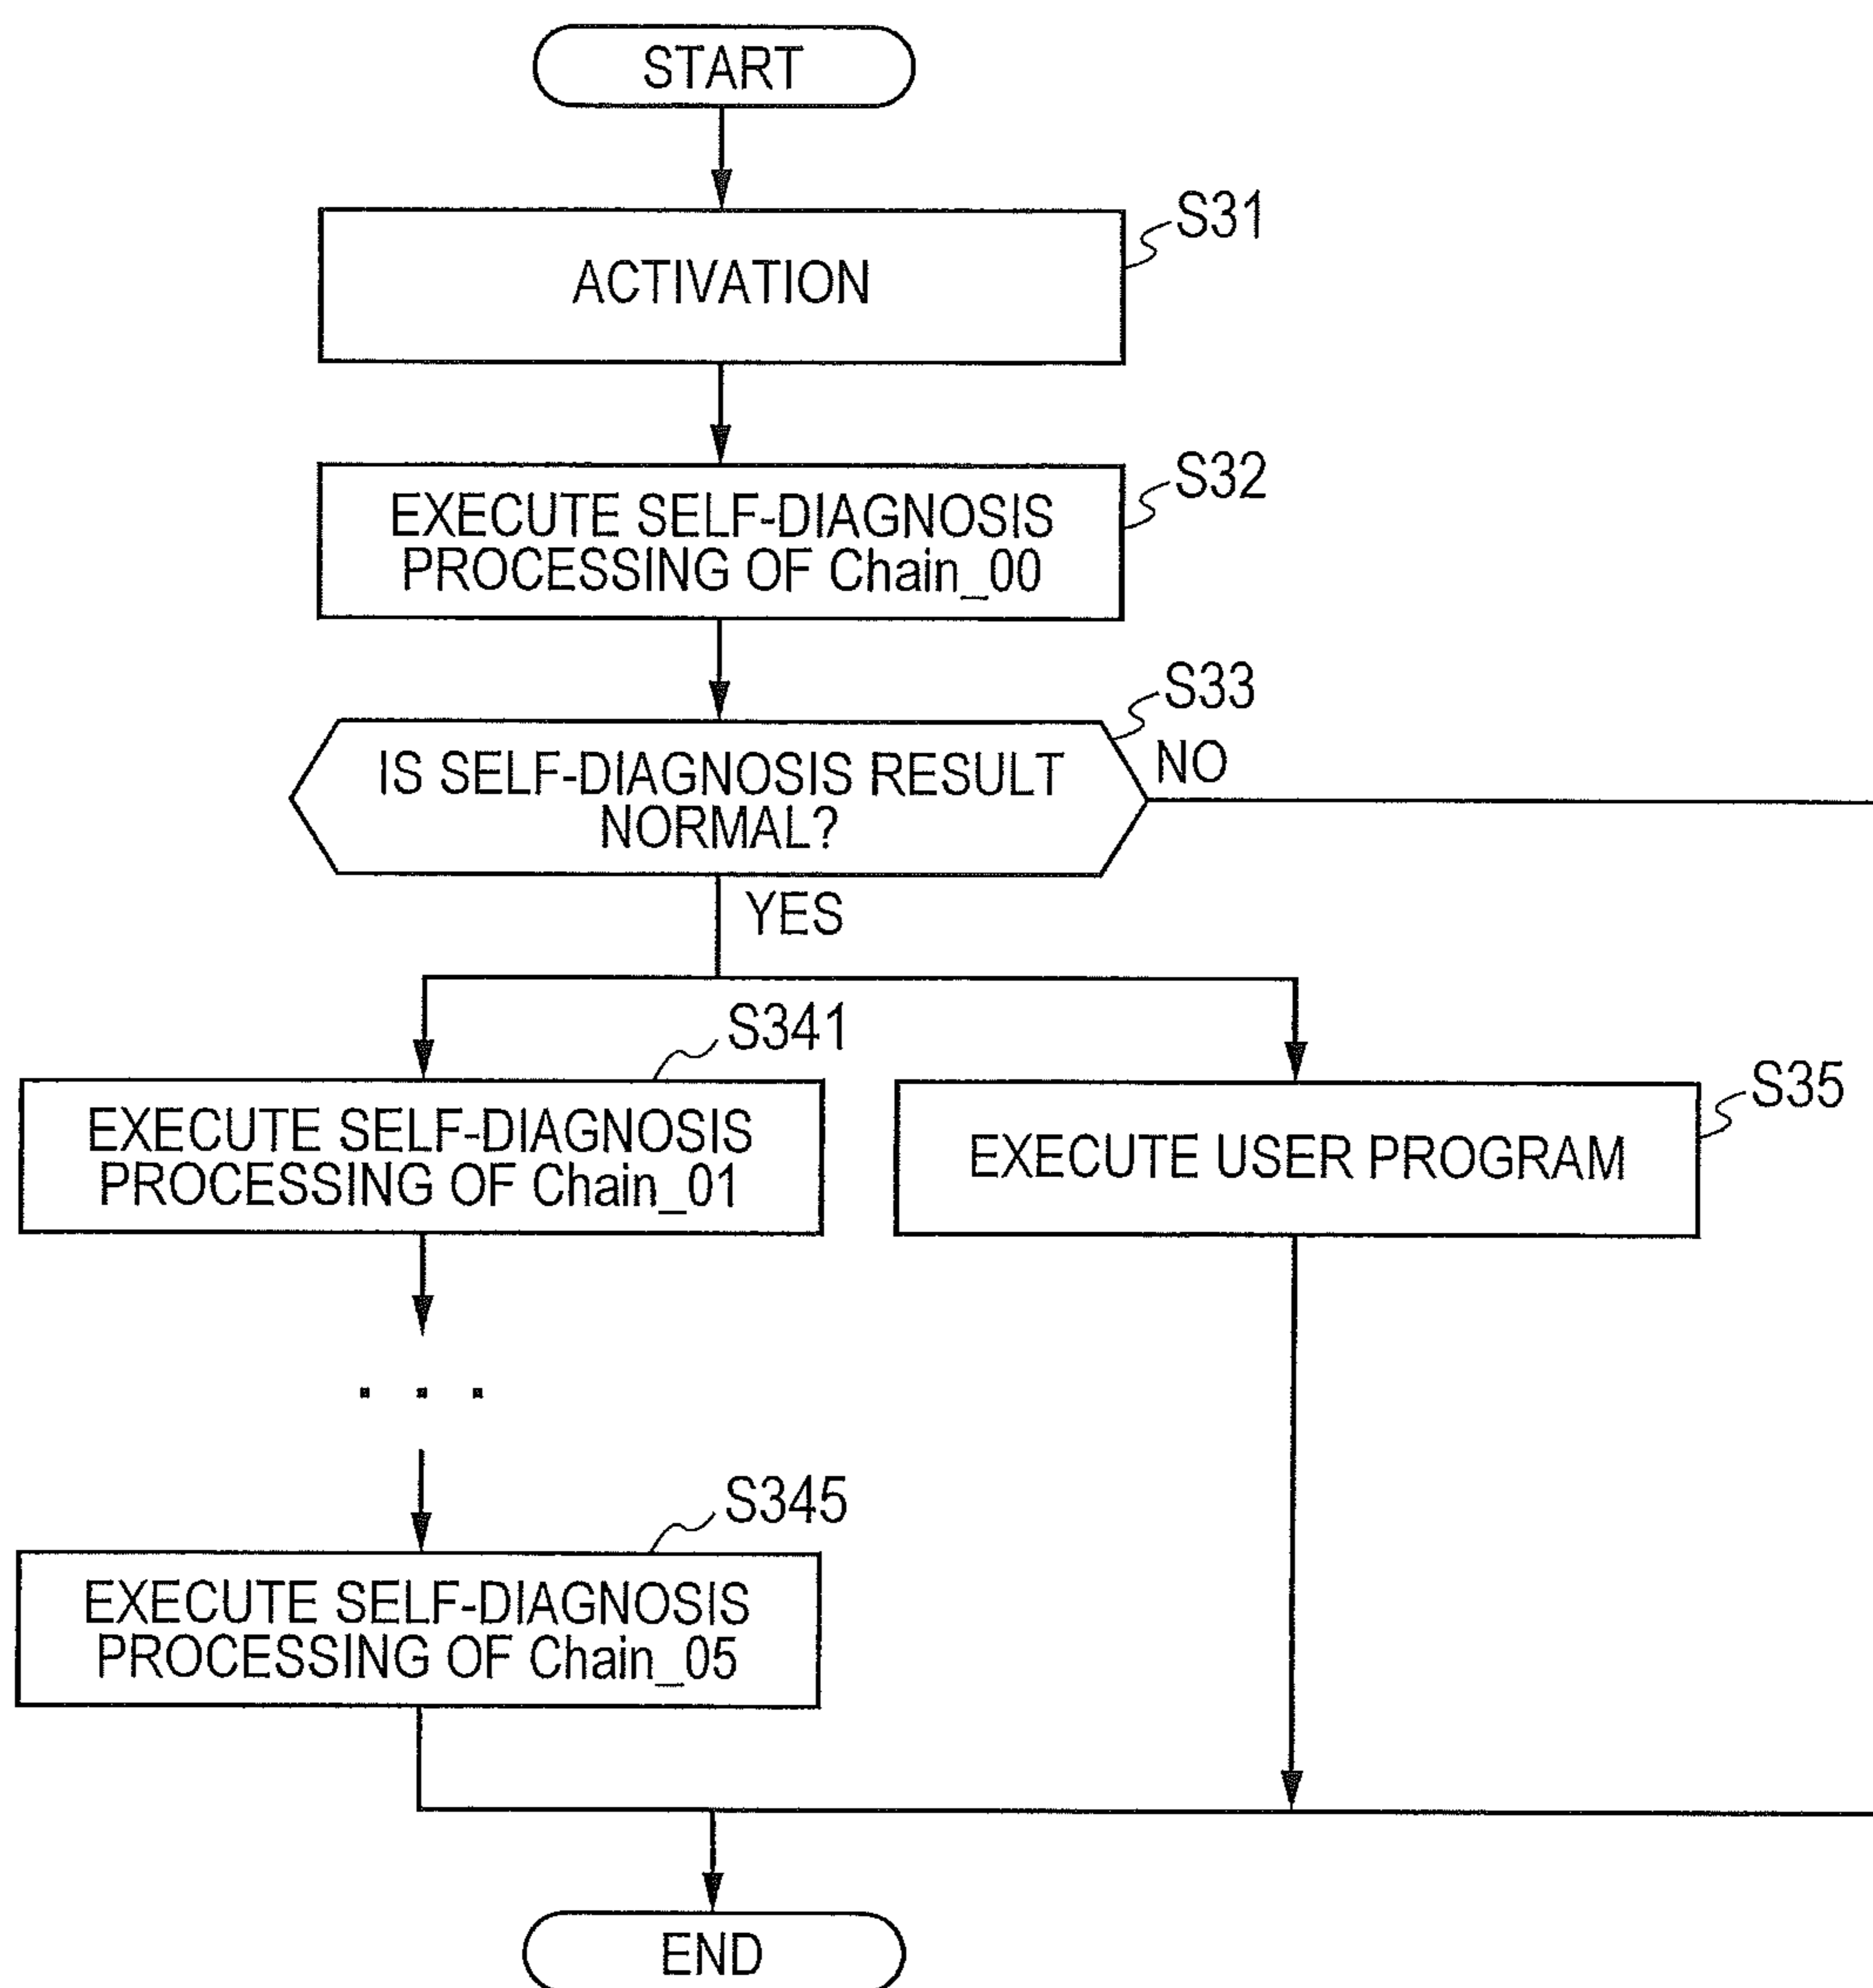 START
S31
ACTIVATION
S32
EXECUTE SELF-DIAGNOSIS
PROCESSING OF Chain_00
S33
IS SELF-DIAGNOSIS RESULT
NORMAL?
NO
YES
S341
EXECUTE SELF-DIAGNOSIS
PROCESSING OF Chain_01
S35
EXECUTE USER PROGRAM
. . .
S345
EXECUTE SELF-DIAGNOSIS
PROCESSING OF Chain_05
END